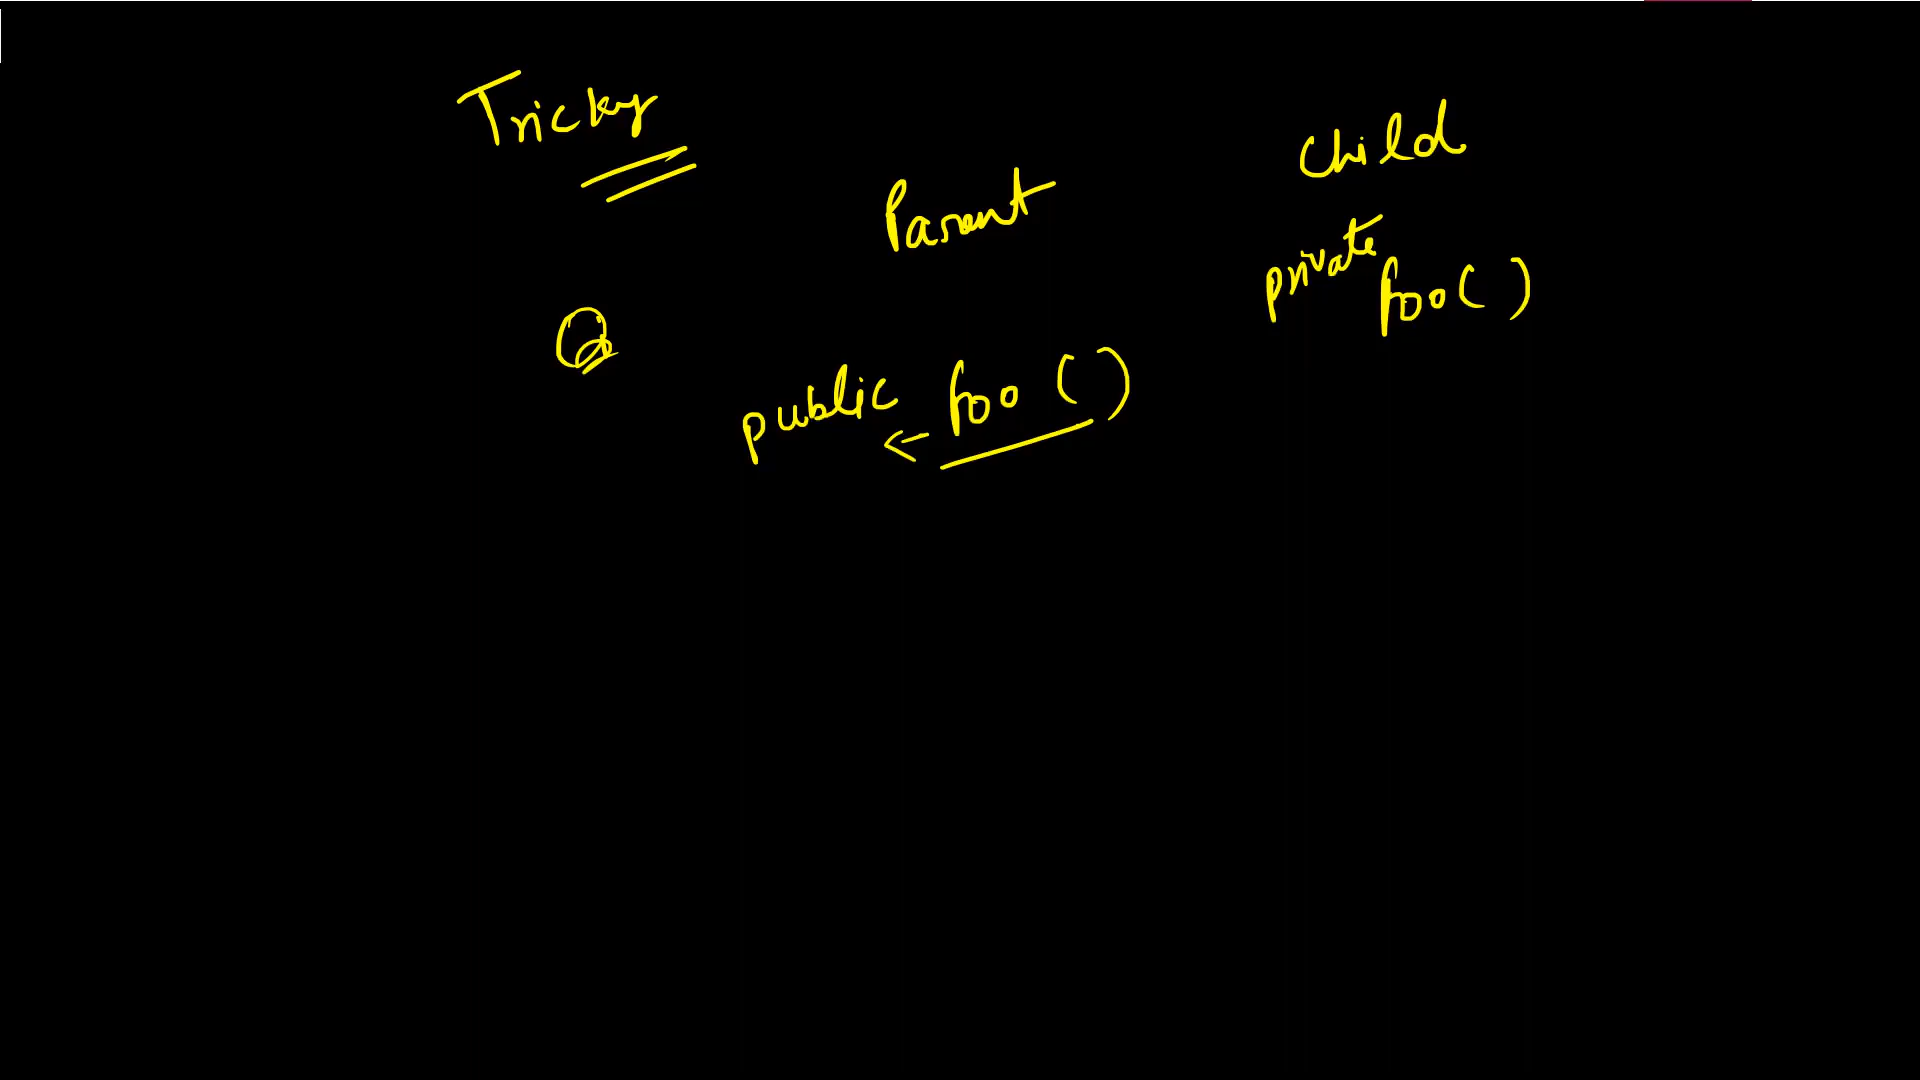 Tricky
Parent
Child
Q
public foo()
private foo()